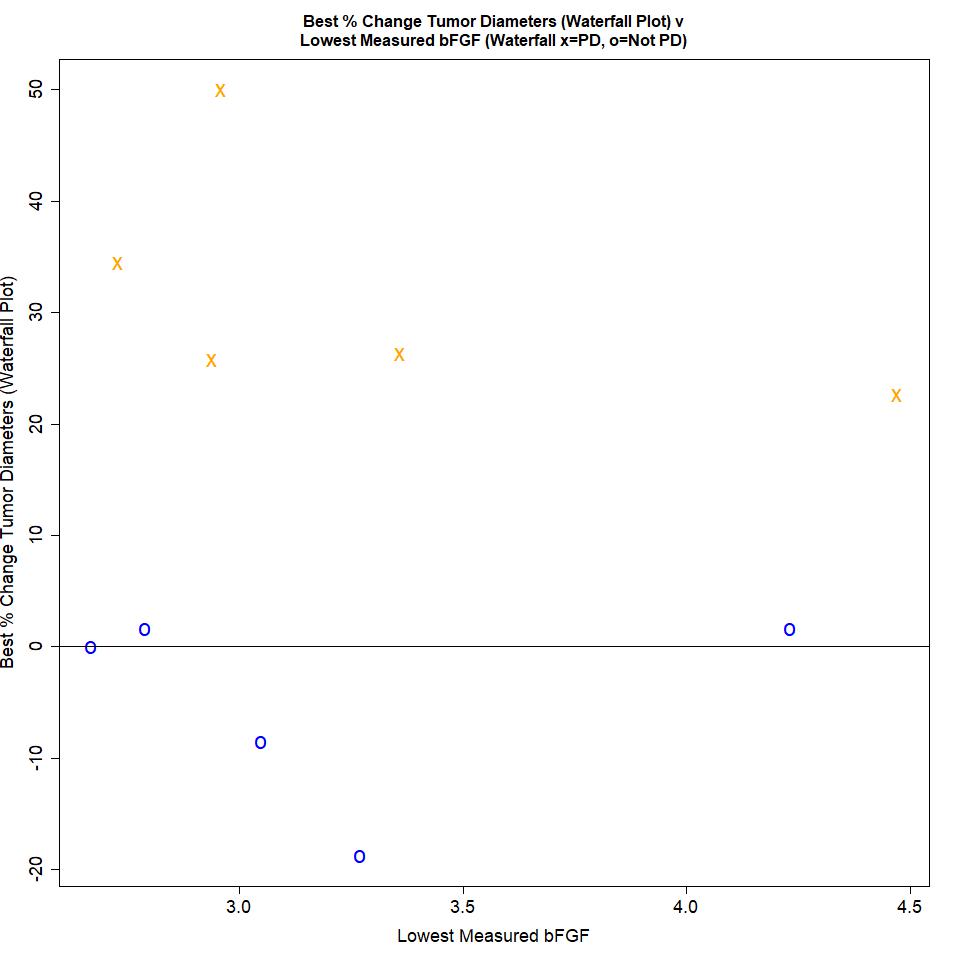 Best % Change Tumor Diameters (Waterfall Plot) v
Lowest Measured bFGF (Waterfall x=PD, o=Not PD)
Best % Change Tumor Diameters (Waterfall Plot)
50
40
30
20
10
0
-10
-20
X
X
X
X
X
O
O
O
O
O
3.0
3.5
4.0
4.5
Lowest Measured bFGF